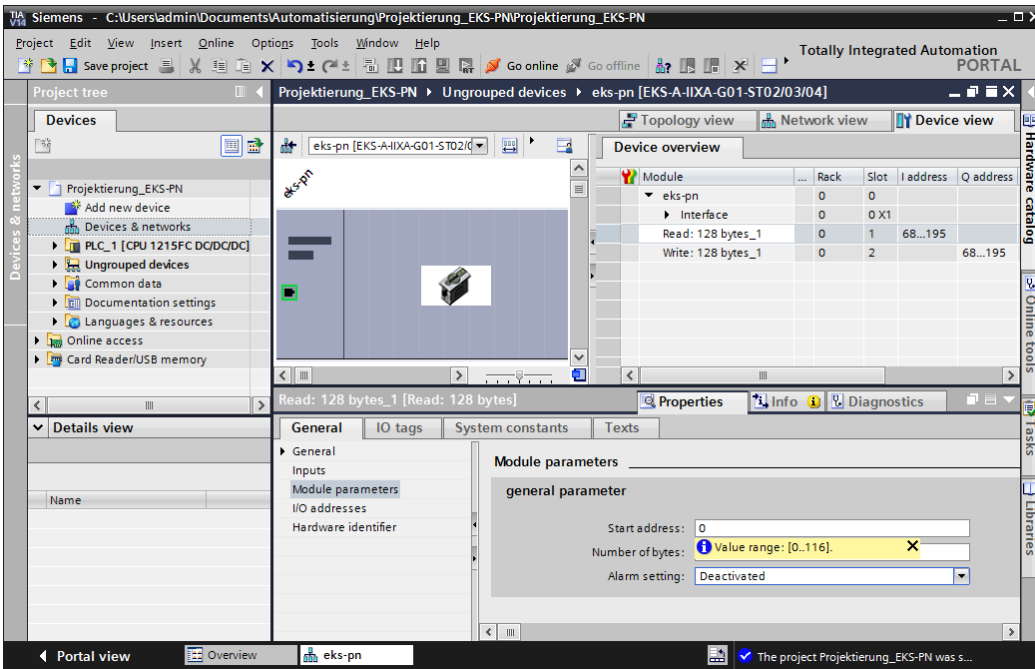 TIA V14 Siemens - C:\Users\admin\Documents\Automatisierung\Projektierung_EKS-PN\Projektierung_EKS-PN
Project Edit View Insert Online Options Tools Window Help
Totally Integrated Automation
PORTAL
Save project Go online Go offline
Project tree
Devices
Devices & networks
Projektierung_EKS-PN
Add new device
Devices & networks
PLC_1 [CPU 1215FC DC/DC/DC]
Ungrouped devices
Common data
Documentation settings
Languages & resources
Online access
Card Reader/USB memory
Details view
Name
Projektierung_EKS-PN Ungrouped devices eks-pn [EKS-A-IIXA-G01-ST02/03/04]
Topology view Network view Device view
eks-pn [EKS-A-IIXA-G01-ST02/0
eks-pn
Device overview
Module ... Rack Slot I address Q address
eks-pn 0 0
Interface 0 0 X1
Read: 128 bytes_1 0 1 68...195
Write: 128 bytes_1 0 2 68...195
Read: 128 bytes_1 [Read: 128 bytes]
Properties Info Diagnostics
General IO tags System constants Texts
General
Inputs
Module parameters
I/O addresses
Hardware identifier
Module parameters
general parameter
Start address: 0
Number of bytes:
Value range: [0..116].
Alarm setting: Deactivated
Hardware catalog
Online tools
Tasks
Libraries
Portal view Overview eks-pn
The project Projektierung_EKS-PN was s...